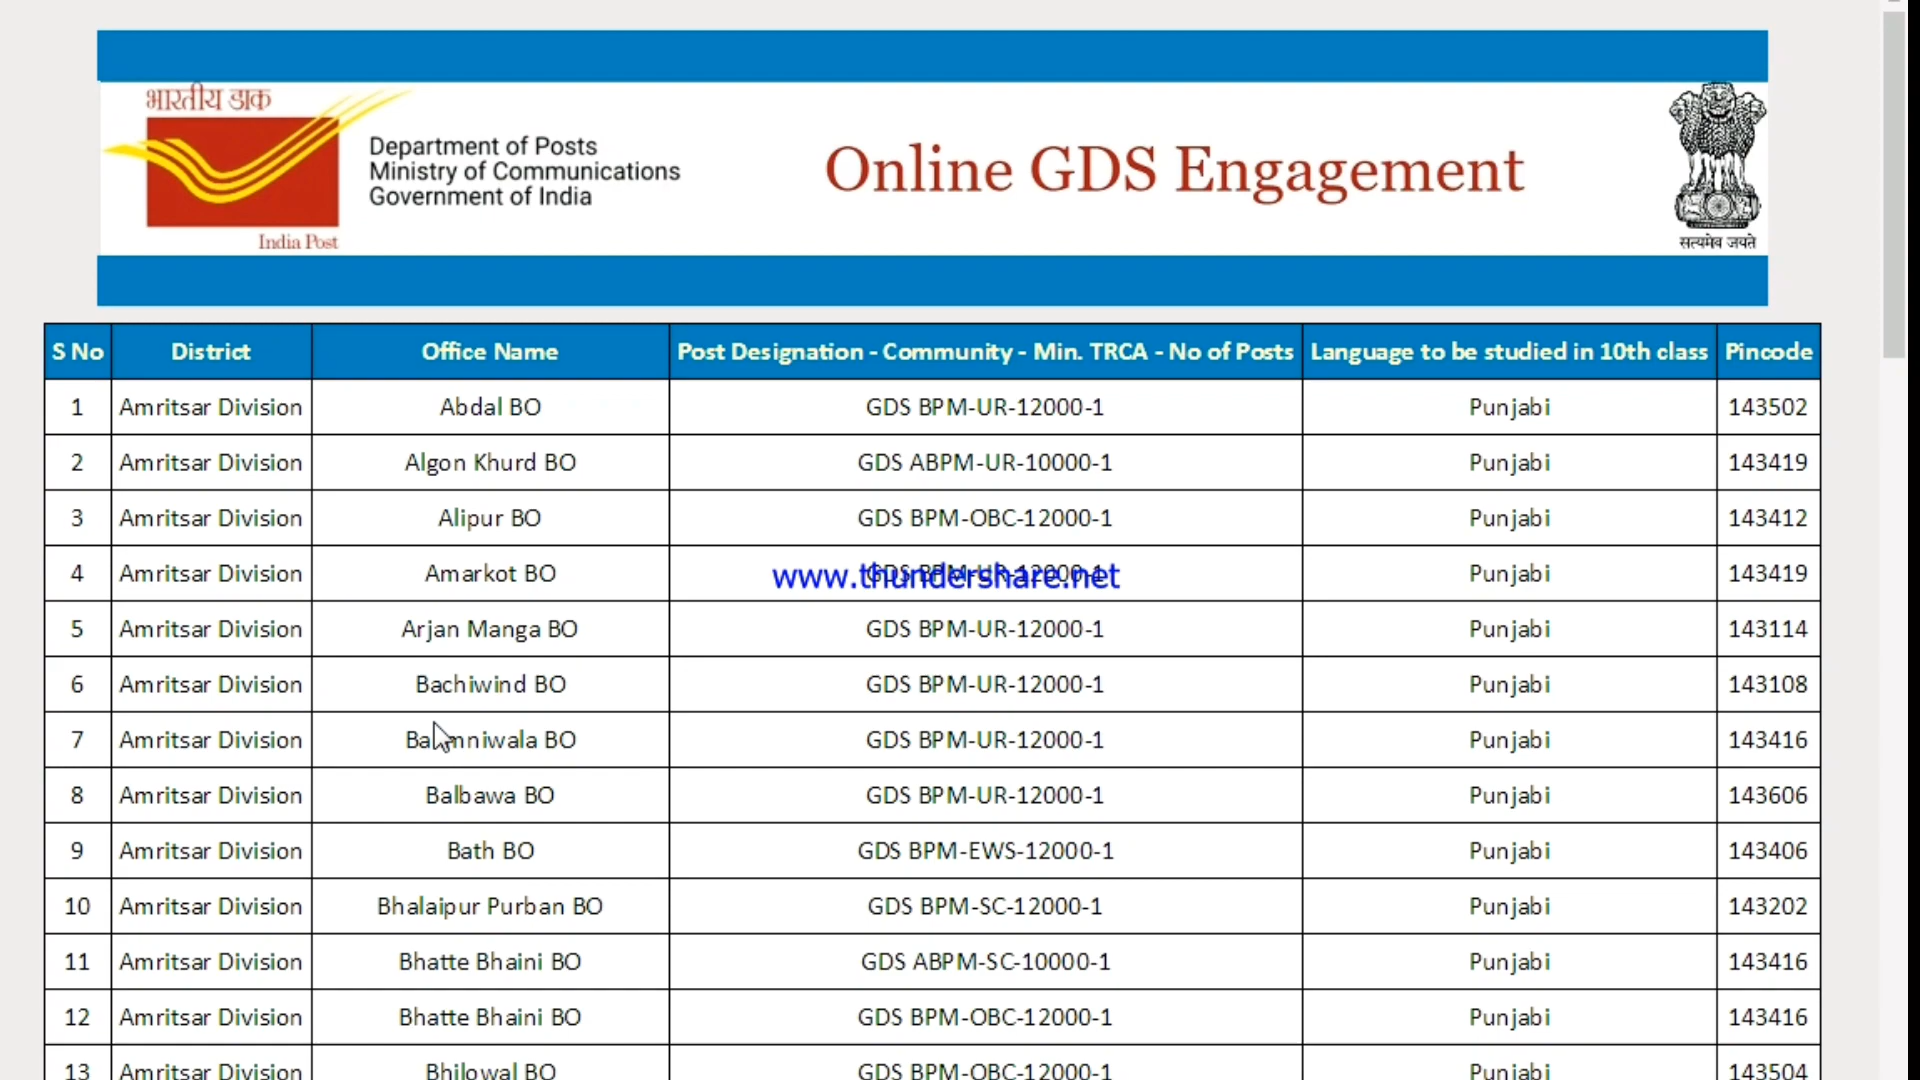 भारतीय डाक
India Post
Department of Posts
Ministry of Communications
Government of India
Online GDS Engagement
सत्यमेव जयते
S No District Office Name Post Designation - Community - Min. TRCA - No of Posts Language to be studied in 10th class Pincode
1 Amritsar Division Abdal BO GDS BPM-UR-12000-1 Punjabi 143502
2 Amritsar Division Algon Khurd BO GDS ABPM-UR-10000-1 Punjabi 143419
3 Amritsar Division Alipur BO GDS BPM-OBC-12000-1 Punjabi 143412
4 Amritsar Division Amarkot BO GDS BPM-UR-12000-1 Punjabi 143419
www.thundershare.net
5 Amritsar Division Arjan Manga BO GDS BPM-UR-12000-1 Punjabi 143114
6 Amritsar Division Bachiwind BO GDS BPM-UR-12000-1 Punjabi 143108
7 Amritsar Division BO GDS BPM-UR-12000-1 Punjabi 143416
8 Amritsar Division Balbawa BO GDS BPM-UR-12000-1 Punjabi 143606
9 Amritsar Division Bath BO GDS BPM-EWS-12000-1 Punjabi 143406
10 Amritsar Division Bhalaipur Purban BO GDS BPM-SC-12000-1 Punjabi 143202
11 Amritsar Division Bhatte Bhaini BO GDS ABPM-SC-10000-1 Punjabi 143416
12 Amritsar Division Bhatte Bhaini BO GDS BPM-OBC-12000-1 Punjabi 143416
13 Amritsar Division Bhilowal BO GDS BPM-OBC-12000-1 Punjabi 143504